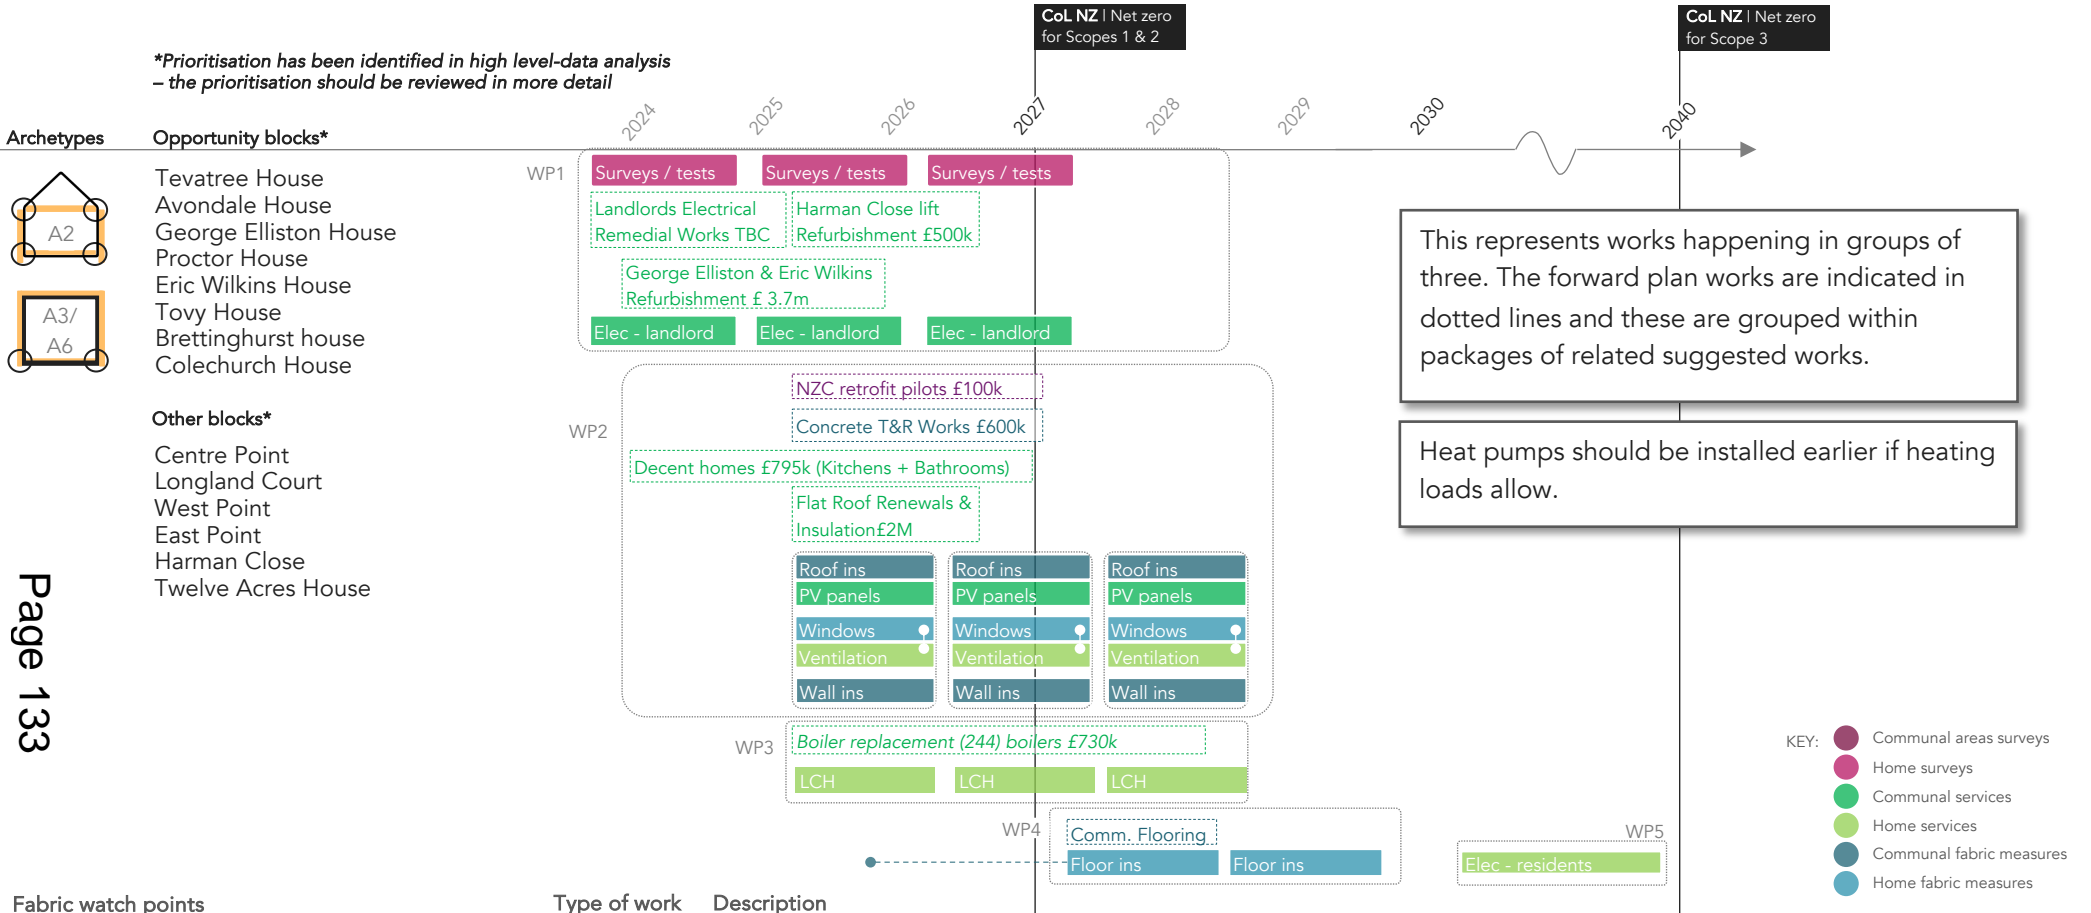 CoL NZ | Net zero
for Scopes 1 & 2
CoL NZ | Net zero
for Scope 3
*Prioritisation has been identified in high level-data analysis
– the prioritisation should be reviewed in more detail
2024
2025
2026
2027
2028
2029
2030
2040
Archetypes
Opportunity blocks*
A2
A3/
A6
Tevatree House
Avondale House
George Elliston House
Proctor House
Eric Wilkins House
Tovy House
Brettinghurst house
Colechurch House
Other blocks*
Centre Point
Longland Court
West Point
East Point
Harman Close
Twelve Acres House
Page 133
WP1
Surveys / tests
Surveys / tests
Surveys / tests
Landlords Electrical
Remedial Works TBC
Harman Close lift
Refurbishment £500k
George Elliston & Eric Wilkins
Refurbishment £ 3.7m
Elec - landlord
Elec - landlord
Elec - landlord
WP2
NZC retrofit pilots £100k
Concrete T&R Works £600k
Decent homes £795k (Kitchens + Bathrooms)
Flat Roof Renewals &
Insulation£2M
Roof ins
Roof ins
Roof ins
PV panels
PV panels
PV panels
Windows
Windows
Windows
Ventilation
Ventilation
Ventilation
Wall ins
Wall ins
Wall ins
WP3
Boiler replacement (244) boilers £730k
LCH
LCH
LCH
WP4
Comm. Flooring
Floor ins
Floor ins
WP5
Elec - residents
This represents works happening in groups of
three. The forward plan works are indicated in
dotted lines and these are grouped within
packages of related suggested works.
Heat pumps should be installed earlier if heating
loads allow.
KEY:
Communal areas surveys
Home surveys
Communal services
Home services
Communal fabric measures
Home fabric measures
Fabric watch points
Type of work
Description